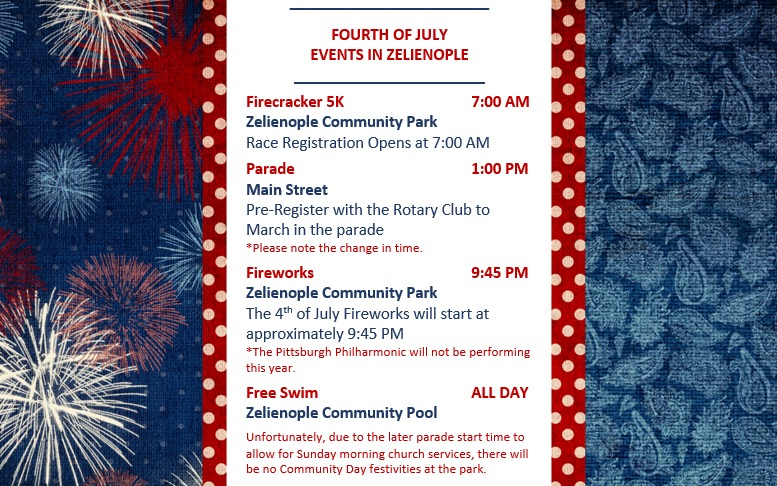 FOURTH OF JULY
EVENTS IN ZELIENOPLE
Firecracker 5K 7:00 AM
Zelienople Community Park
Race Registration Opens at 7:00 AM
Parade 1:00 PM
Main Street
Pre-Register with the Rotary Club to
March in the parade
*Please note the change in time.
Fireworks 9:45 PM
Zelienople Community Park
The 4th of July Fireworks will start at
approximately 9:45 PM
*The Pittsburgh Philharmonic will not be performing
this year.
Free Swim ALL DAY
Zelienople Community Pool
Unfortunately, due to the later parade start time to
allow for Sunday morning church services, there will
be no Community Day festivities at the park.